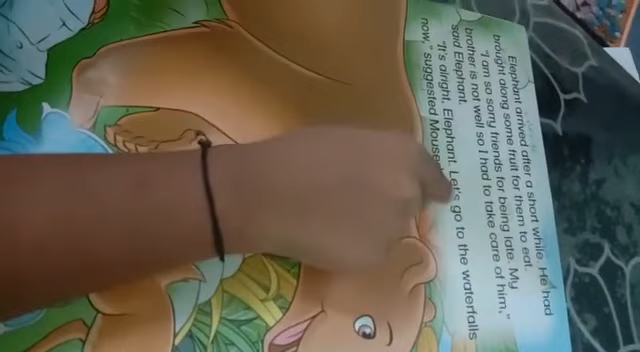 Elephant arrived after a short while. He had
brought along some fruit for them to eat.
"I am so sorry friends for being late. My
brother is not well so I had to take care of him,"
said Elephant.
"It's alright, Elephant. Let's go to the waterfalls
now," suggested Mouse